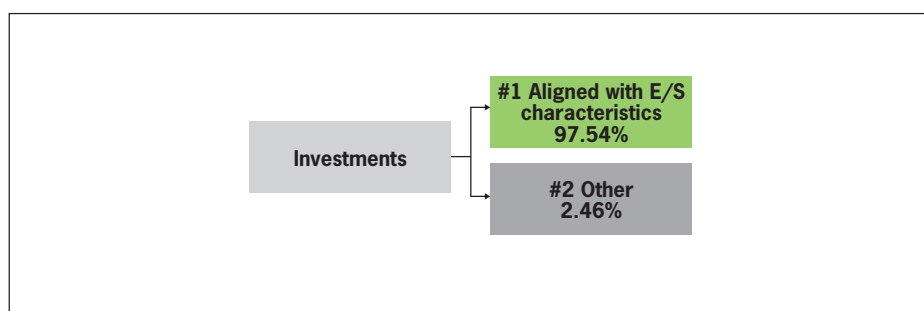 Investments
#1 Aligned with E/S
characteristics
97.54%
#2 Other
2.46%